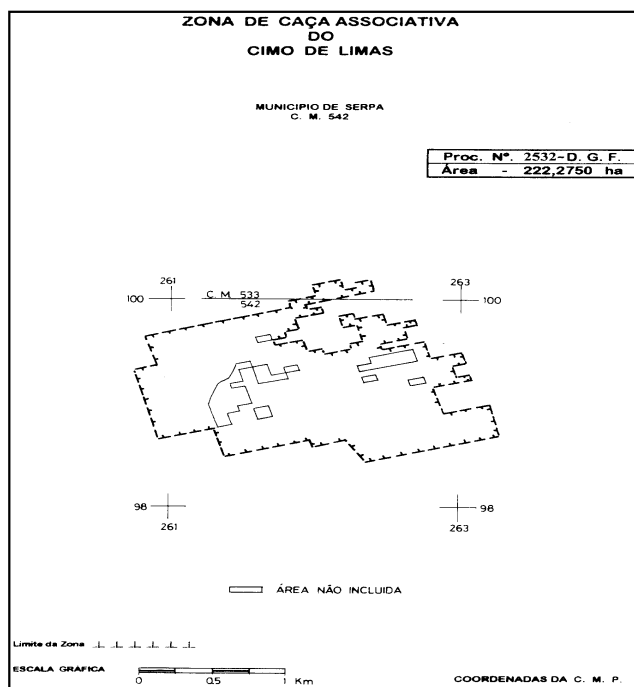 ZONA DE CAÇA ASSOCIATIVA
DO
CIMO DE LIMAS
MUNICIPIO DE SERPA
C. M. 542
Proc. Nº. 2532-D. G. F.
Área - 222,2750 ha
261
263
100
C. M. 533
100
542
98
98
261
263
ÁREA NÃO INCLUIDA
Limite da Zona
ESCALA GRÁFICA
0 0,5 1 Km
COORDENADAS DA C. M. P.